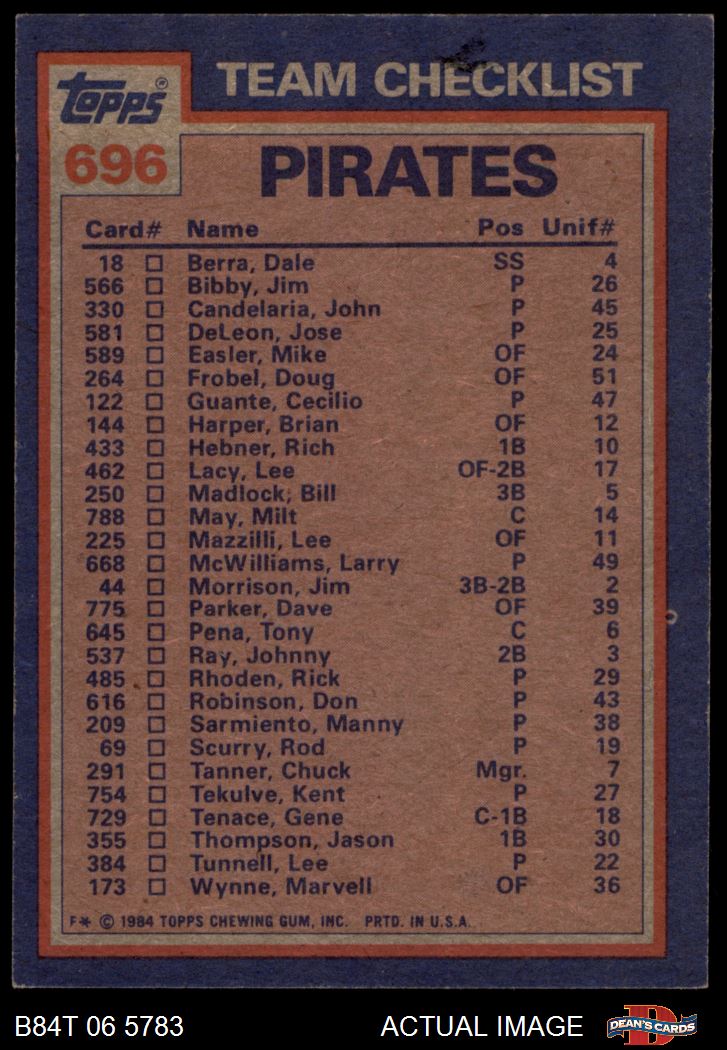 topps®
TEAM CHECKLIST
696
PIRATES
Card# Name Pos Unif#
18 Berra, Dale SS 4
566 Bibby, Jim P 26
330 Candelaria, John P 45
581 DeLeon, Jose P 25
589 Easler, Mike OF 24
264 Frobel, Doug OF 51
122 Guante, Cecilio P 47
144 Harper, Brian OF 12
433 Hebner, Rich 1B 10
462 Lacy, Lee OF-2B 17
250 Madlock, Bill 3B 5
788 May, Milt C 14
225 Mazzilli, Lee OF 11
668 McWilliams, Larry P 49
44 Morrison, Jim 3B-2B 2
775 Parker, Dave OF 39
645 Pena, Tony C 6
537 Ray, Johnny 2B 3
485 Rhoden, Rick P 29
616 Robinson, Don P 43
209 Sarmiento, Manny P 38
69 Scurry, Rod P 19
291 Tanner, Chuck Mgr. 7
754 Tekulve, Kent P 27
729 Tenace, Gene C-1B 18
355 Thompson, Jason 1B 30
384 Tunnell, Lee P 22
173 Wynne, Marvell OF 36
F* © 1984 TOPPS CHEWING GUM, INC. PRTD. IN U.S.A.
B84T 06 5783 ACTUAL IMAGE DEAN'S CARDS